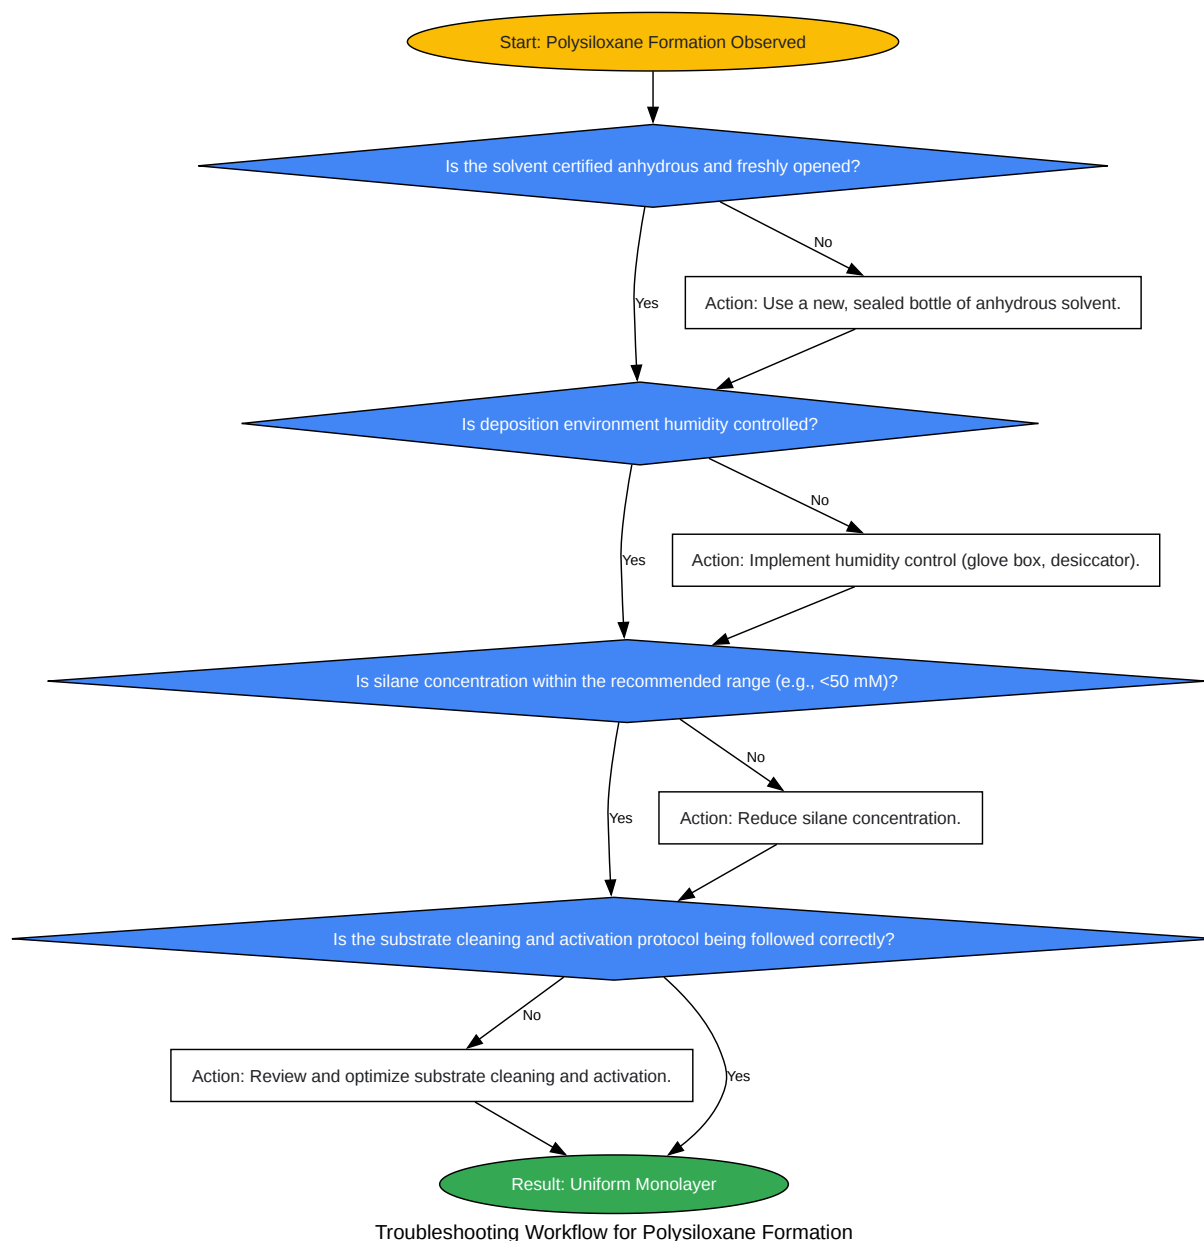 Start: Polysiloxane Formation Observed
Is the solvent certified anhydrous and freshly opened?
No
Yes
Action: Use a new, sealed bottle of anhydrous solvent.
Is deposition environment humidity controlled?
No
Yes
Action: Implement humidity control (glove box, desiccator).
Is silane concentration within the recommended range (e.g., <50 mM)?
No
Yes
Action: Reduce silane concentration.
Is the substrate cleaning and activation protocol being followed correctly?
No
Action: Review and optimize substrate cleaning and activation.
Yes
Result: Uniform Monolayer
Troubleshooting Workflow for Polysiloxane Formation